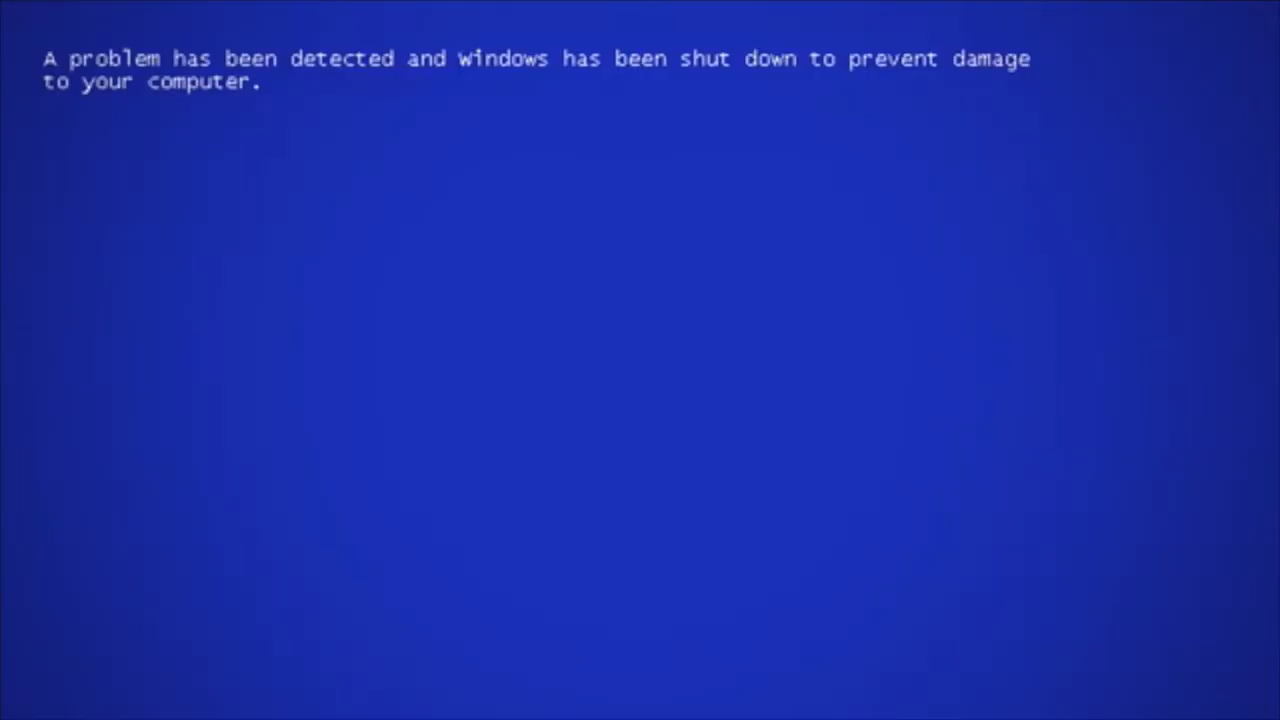 A problem has been detected and Windows has been shut down to prevent damage
to your computer.